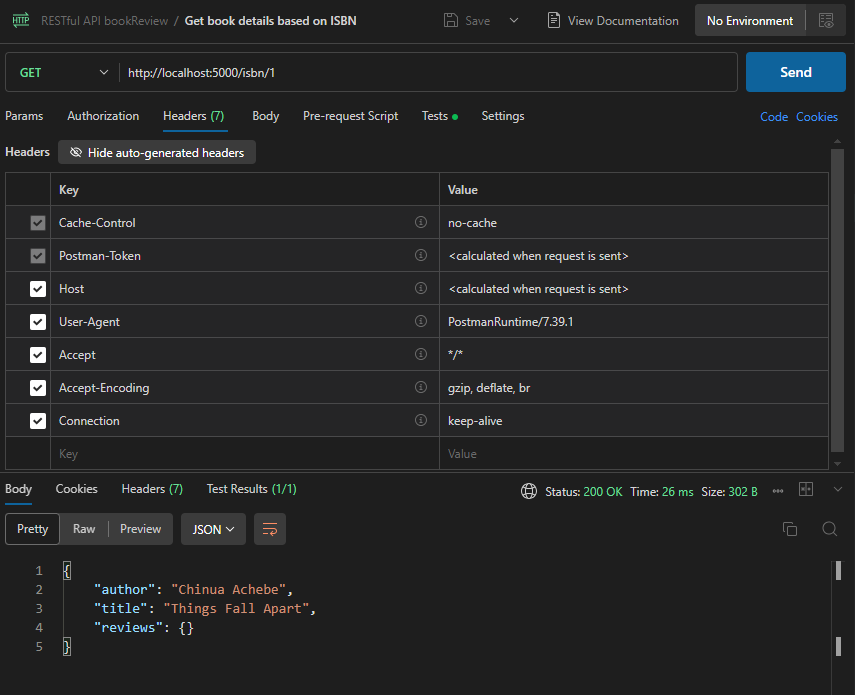 HTTP RESTful API bookReview / Get book details based on ISBN Save View Documentation No Environment
GET http://localhost:5000/isbn/1 Send
Params Authorization Headers (7) Body Pre-request Script Tests Settings Code Cookies
Headers Hide auto-generated headers
Key Value
Cache-Control no-cache
Postman-Token <calculated when request is sent>
Host <calculated when request is sent>
User-Agent PostmanRuntime/7.39.1
Accept */*
Accept-Encoding gzip, deflate, br
Connection keep-alive
Key Value
Body Cookies Headers (7) Test Results (1/1) Status: 200 OK Time: 26 ms Size: 302 B
Pretty Raw Preview JSON
1 {
2 "author": "Chinua Achebe",
3 "title": "Things Fall Apart",
4 "reviews": {}
5 }